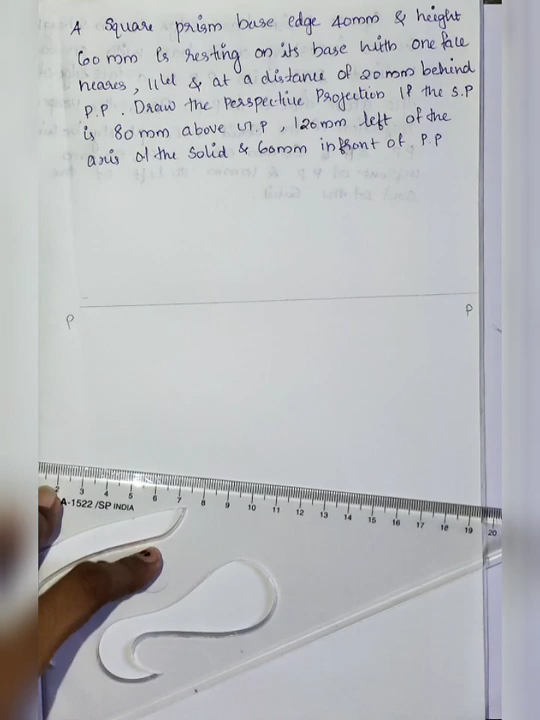 A Square prism base edge 40mm & height
60 mm is resting on its base with one face
neares, 11lel & at a distance of 20 mm behind
P.P. Draw the Perspective Projection If the S.P
is 80 mm above G.P, 120mm left of the
axis of the Solid & 60mm infront of. P.P
P P
2 3 4 5 6 7 8 9 10 11 12 13 14 15 16 17 18 19 20
A-1522 /SP INDIA